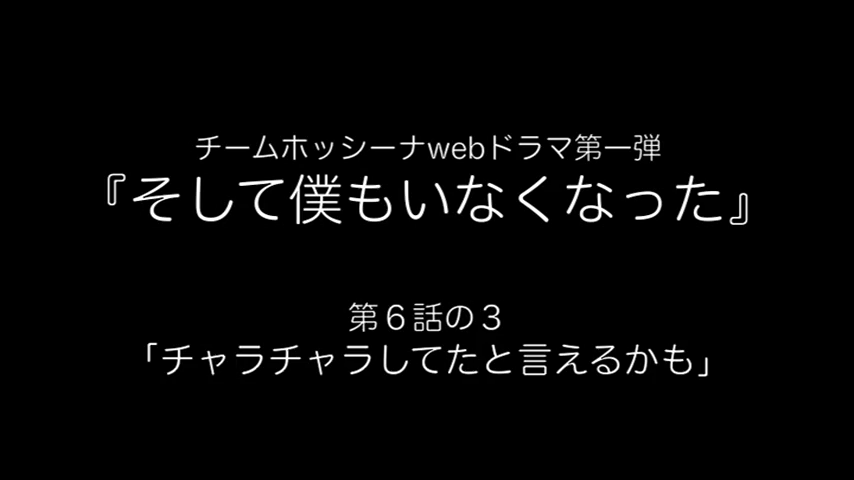 チームホッシーナwebドラマ第一弾
『そして僕もいなくなった』
第６話の３
「チャラチャラしてたと言えるかも」